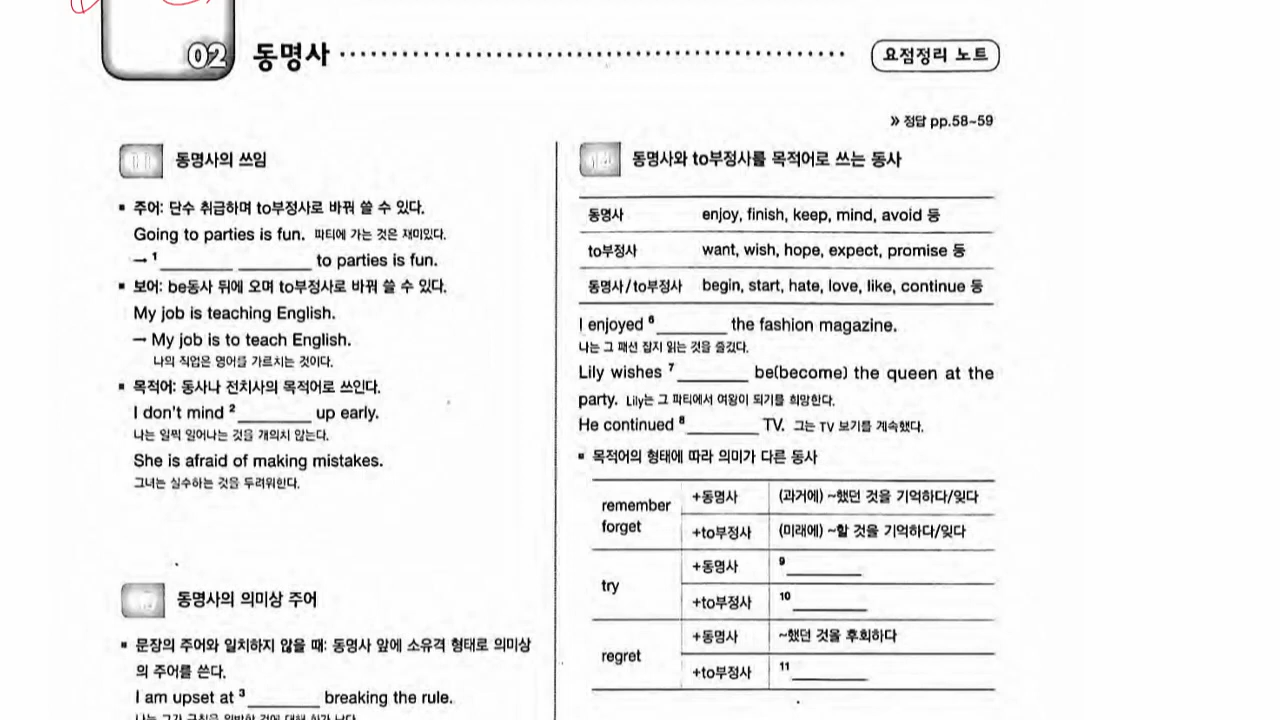 02 동명사
요점정리 노트
» 정답 pp.58~59
동명사의 쓰임
▪ 주어: 단수 취급하며 to부정사로 바꿔 쓸 수 있다.
Going to parties is fun. 파티에 가는 것은 재미있다.
→ 1 ________ ________ to parties is fun.
▪ 보어: be동사 뒤에 오며 to부정사로 바꿔 쓸 수 있다.
My job is teaching English.
→ My job is to teach English.
나의 직업은 영어를 가르치는 것이다.
▪ 목적어: 동사나 전치사의 목적어로 쓰인다.
I don't mind 2 ________ up early.
나는 일찍 일어나는 것을 개의치 않는다.
She is afraid of making mistakes.
그녀는 실수하는 것을 두려워한다.
동명사의 의미상 주어
▪ 문장의 주어와 일치하지 않을 때: 동명사 앞에 소유격 형태로 의미상
의 주어를 쓴다.
I am upset at 3 ________ breaking the rule.
동명사와 to부정사를 목적어로 쓰는 동사
동명사 enjoy, finish, keep, mind, avoid 등
to부정사 want, wish, hope, expect, promise 등
동명사/to부정사 begin, start, hate, love, like, continue 등
I enjoyed 6 ________ the fashion magazine.
나는 그 패션 잡지 읽는 것을 즐겼다.
Lily wishes 7 ________ be(become) the queen at the
party. Lily는 그 파티에서 여왕이 되기를 희망한다.
He continued 8 ________ TV. 그는 TV 보기를 계속했다.
▪ 목적어의 형태에 따라 의미가 다른 동사
remember
forget
+동명사 (과거에) ~했던 것을 기억하다/잊다
+to부정사 (미래에) ~할 것을 기억하다/잊다
try
+동명사 9 ________
+to부정사 10 ________
regret
+동명사 ~했던 것을 후회하다
+to부정사 11 ________